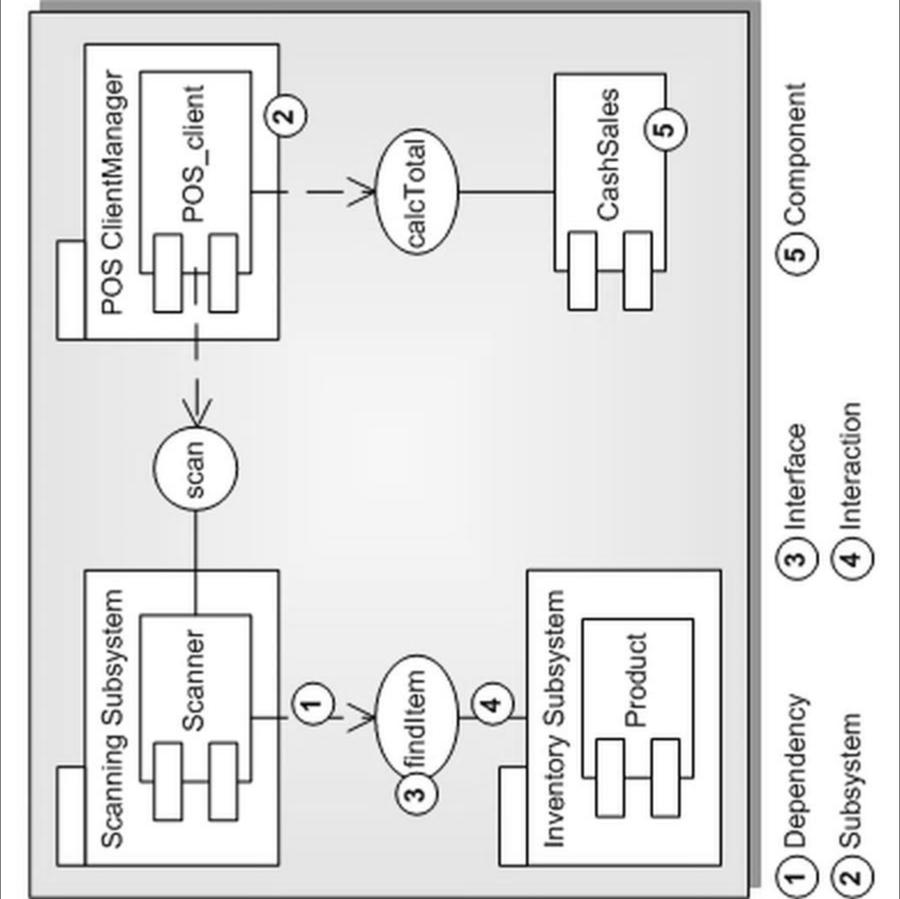 Scanning Subsystem
Scanner
scan
POS ClientManager
POS_client
2
1
3
findItem
calcTotal
4
Inventory Subsystem
Product
CashSales
5
1 Dependency
3 Interface
5 Component
2 Subsystem
4 Interaction